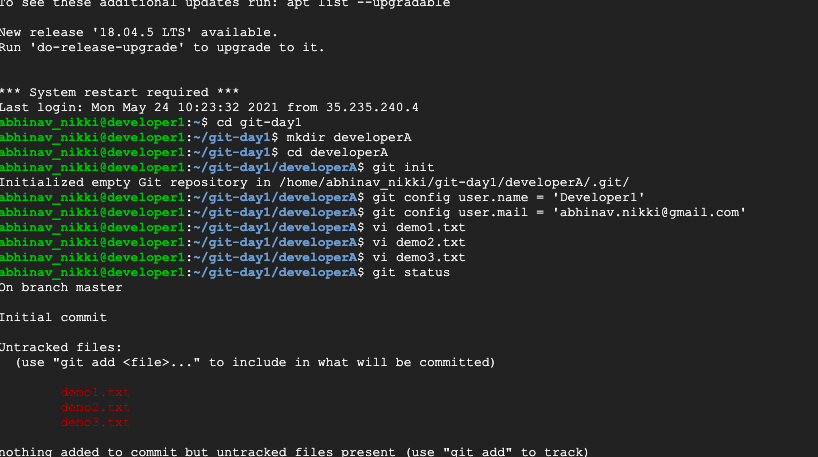 To see these additional updates run: apt list --upgradable
New release '18.04.5 LTS' available.
Run 'do-release-upgrade' to upgrade to it.
*** System restart required ***
Last login: Mon May 24 10:23:32 2021 from 35.235.240.4
abhinav_nikki@developer1:~$ cd git-day1
abhinav_nikki@developer1:~/git-day1$ mkdir developerA
abhinav_nikki@developer1:~/git-day1$ cd developerA
abhinav_nikki@developer1:~/git-day1/developerA$ git init
Initialized empty Git repository in /home/abhinav_nikki/git-day1/developerA/.git/
abhinav_nikki@developer1:~/git-day1/developerA$ git config user.name = 'Developer1'
abhinav_nikki@developer1:~/git-day1/developerA$ git config user.mail = 'abhinav.nikki@gmail.com'
abhinav_nikki@developer1:~/git-day1/developerA$ vi demo1.txt
abhinav_nikki@developer1:~/git-day1/developerA$ vi demo2.txt
abhinav_nikki@developer1:~/git-day1/developerA$ vi demo3.txt
abhinav_nikki@developer1:~/git-day1/developerA$ git status
On branch master
Initial commit
Untracked files:
(use "git add <file>..." to include in what will be committed)
demo1.txt
demo2.txt
demo3.txt
nothing added to commit but untracked files present (use "git add" to track)